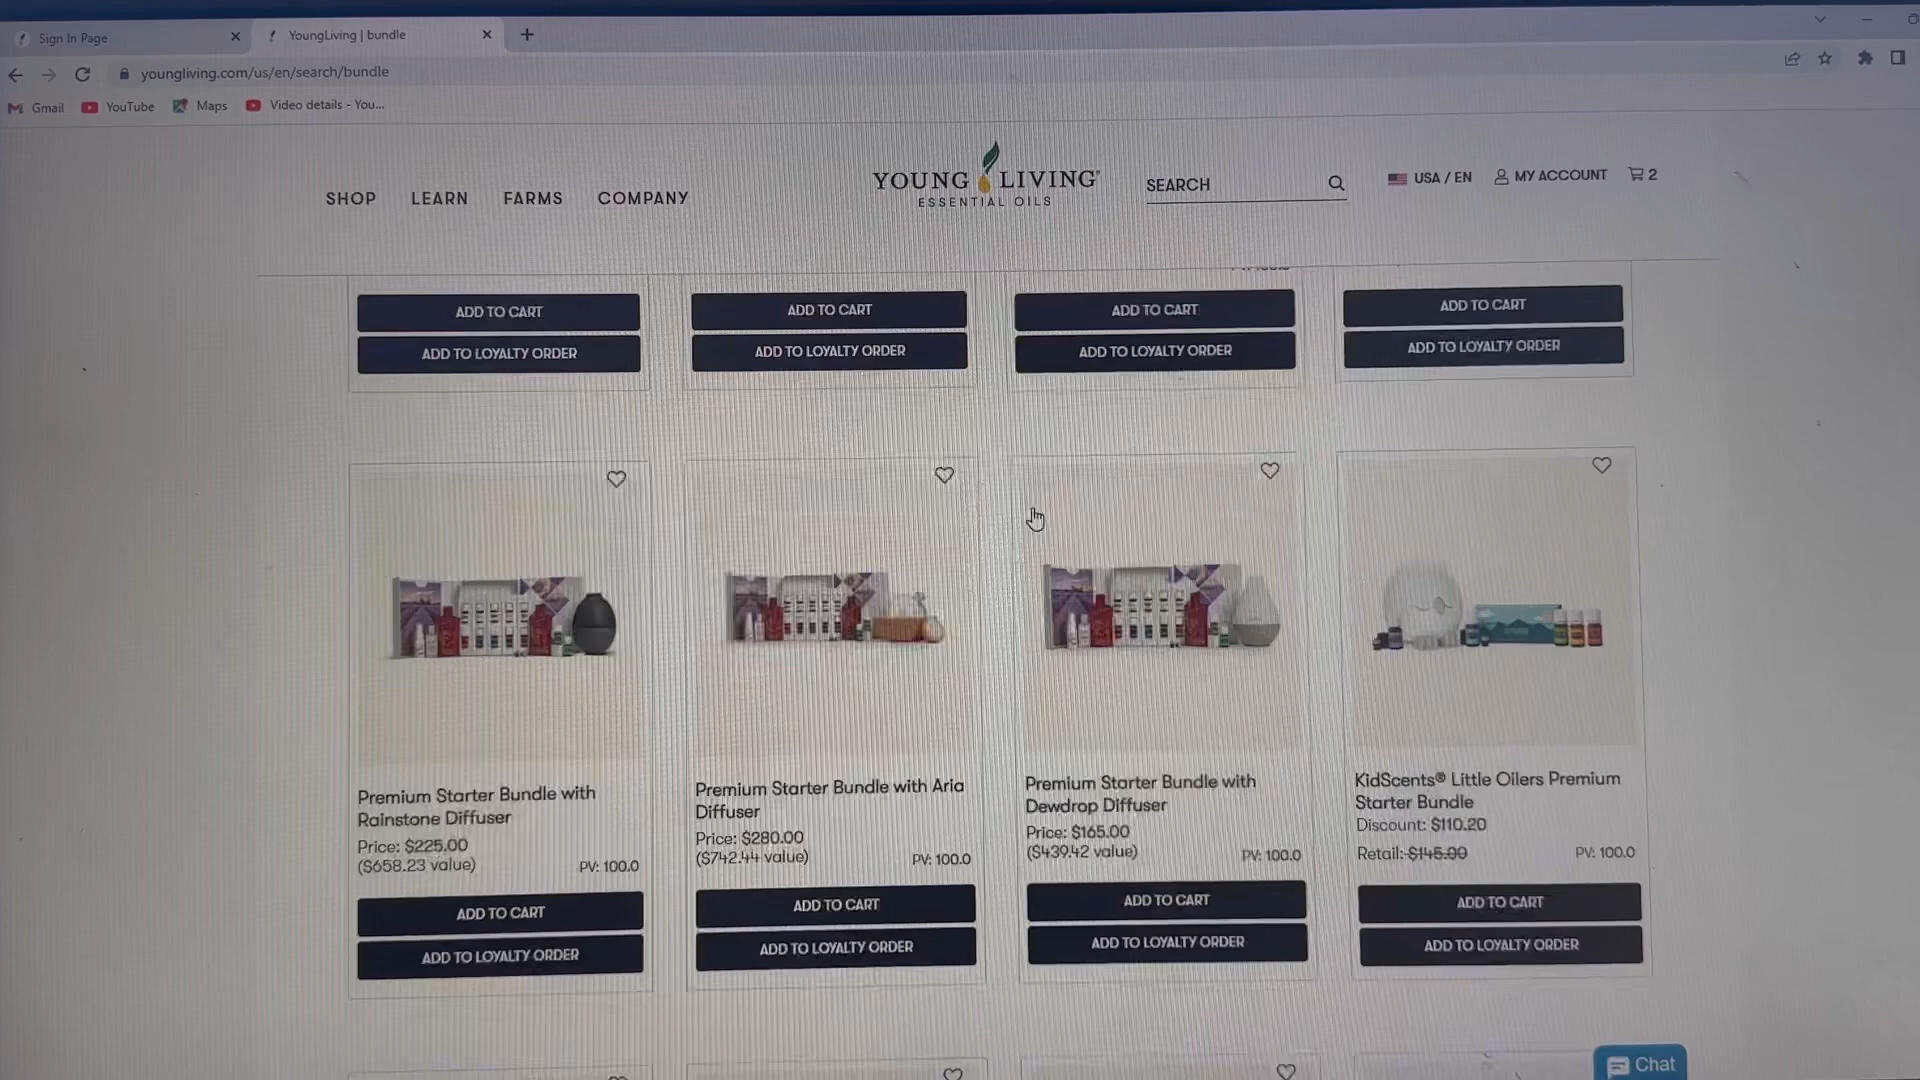 Sign In Page
YoungLiving | bundle
youngliving.com/us/en/search/bundle
Gmail
YouTube
Maps
Video details - You...
SHOP
LEARN
FARMS
COMPANY
YOUNG LIVING
ESSENTIAL OILS
SEARCH
USA / EN
MY ACCOUNT
2
ADD TO CART
ADD TO CART
ADD TO CART
ADD TO CART
ADD TO LOYALTY ORDER
ADD TO LOYALTY ORDER
ADD TO LOYALTY ORDER
ADD TO LOYALTY ORDER
Premium Starter Bundle with
Rainstone Diffuser
Price: $225.00
($658.23 value)
PV: 100.0
ADD TO CART
ADD TO LOYALTY ORDER
Premium Starter Bundle with Aria
Diffuser
Price: $280.00
($742.44 value)
PV: 100.0
ADD TO CART
ADD TO LOYALTY ORDER
Premium Starter Bundle with
Dewdrop Diffuser
Price: $165.00
($439.42 value)
PV: 100.0
ADD TO CART
ADD TO LOYALTY ORDER
KidScents® Little Oilers Premium
Starter Bundle
Discount: $110.20
Retail: $145.00
PV: 100.0
ADD TO CART
ADD TO LOYALTY ORDER
Chat